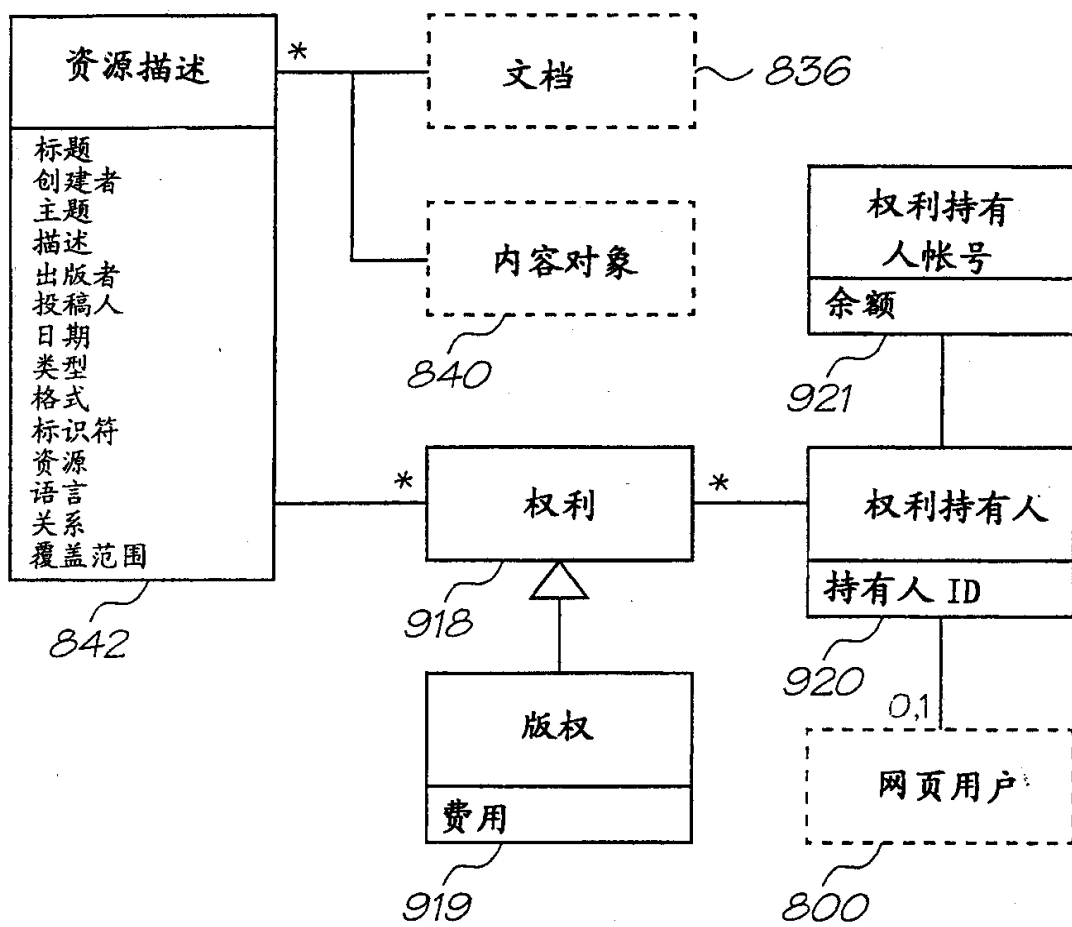 资源描述
*
标题
创建者
主题
描述
出版者
投稿人
日期
类型
格式
标识符
资源
语言
关系
覆盖范围
842
文档
836
内容对象
840
权利持有
人帐号
余额
921
*
权利
918
*
权利持有人
持有人 ID
920
版权
费用
919
0,1
网页用户
800